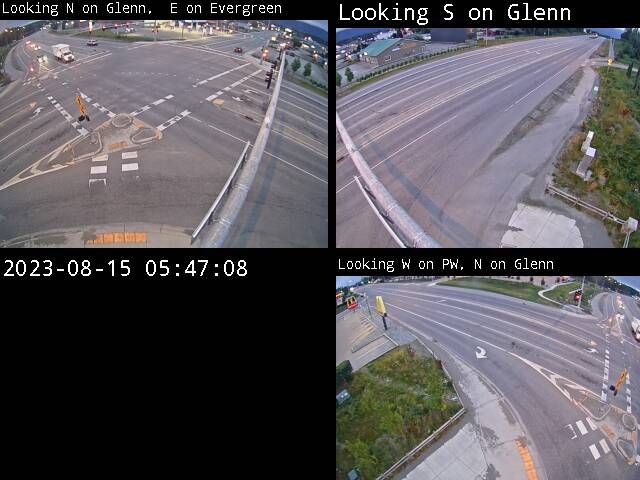 Looking N on Glenn,  E on Evergreen
Looking S on Glenn
2023-08-15 05:47:08
Looking W on PW, N on Glenn